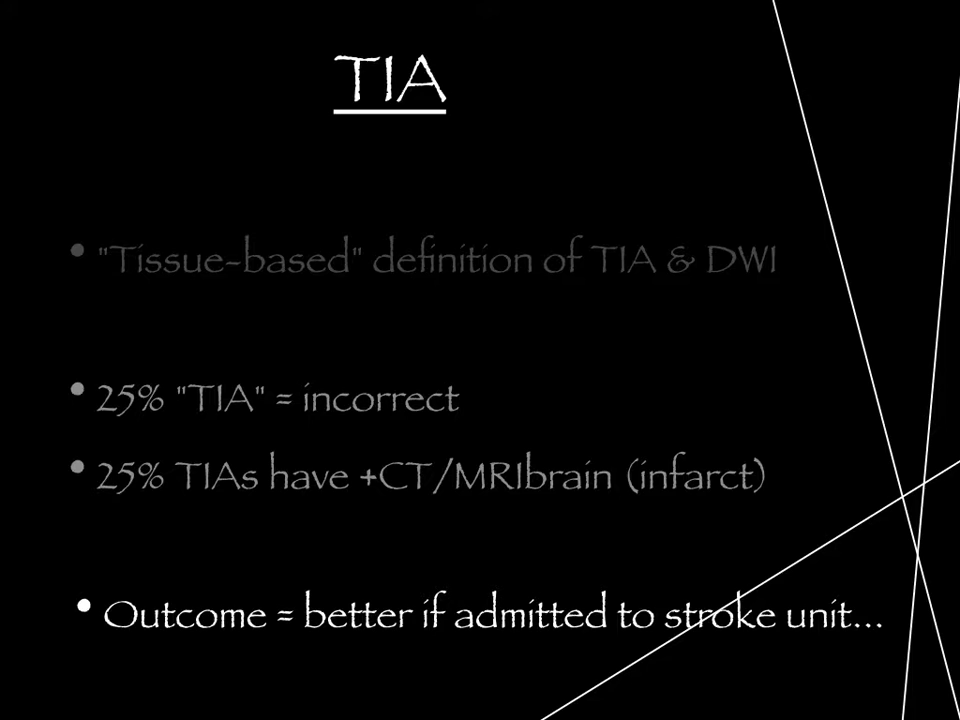 TIA
• "Tissue-based" definition of TIA & DWI
• 25% "TIA" = incorrect
• 25% TIAs have +CT/MRIbrain (infarct)
• Outcome = better if admitted to stroke unit...